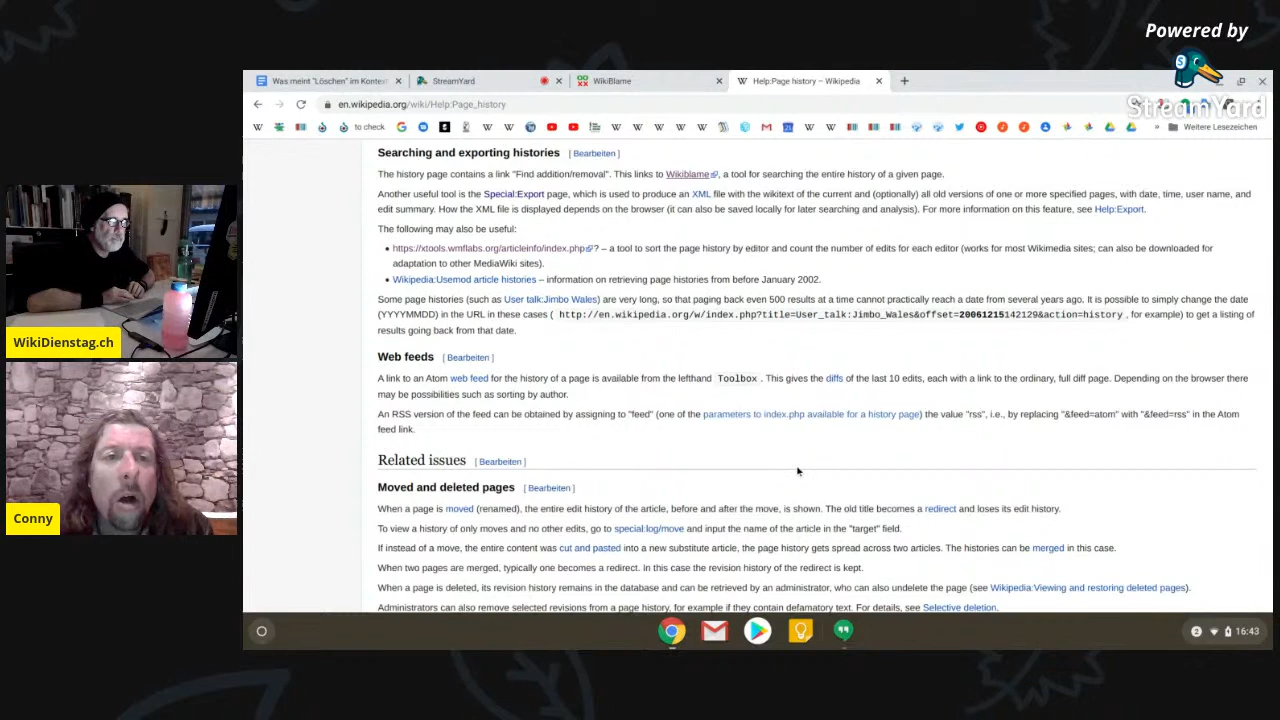 Powered by
StreamYard
Was meint "Löschen" im Kontex
StreamYard
WikiBlame
Help:Page history – Wikipedia
en.wikipedia.org/wiki/Help:Page_history
to check
Weitere Lesezeichen
Searching and exporting histories [ Bearbeiten ]
The history page contains a link "Find addition/removal". This links to Wikiblame, a tool for searching the entire history of a given page.
Another useful tool is the Special:Export page, which is used to produce an XML file with the wikitext of the current and (optionally) all old versions of one or more specified pages, with date, time, user name, and
edit summary. How the XML file is displayed depends on the browser (it can also be saved locally for later searching and analysis). For more information on this feature, see Help:Export.
The following may also be useful:
• https://xtools.wmflabs.org/articleinfo/index.php? – a tool to sort the page history by editor and count the number of edits for each editor (works for most Wikimedia sites; can also be downloaded for
adaptation to other MediaWiki sites).
• Wikipedia:Usemod article histories – information on retrieving page histories from before January 2002.
Some page histories (such as User talk:Jimbo Wales) are very long, so that paging back even 500 results at a time cannot practically reach a date from several years ago. It is possible to simply change the date
(YYYYMMDD) in the URL in these cases ( http://en.wikipedia.org/w/index.php?title=User_talk:Jimbo_Wales&offset=20061215142129&action=history , for example) to get a listing of
results going back from that date.
Web feeds [ Bearbeiten ]
A link to an Atom web feed for the history of a page is available from the lefthand Toolbox . This gives the diffs of the last 10 edits, each with a link to the ordinary, full diff page. Depending on the browser there
may be possibilities such as sorting by author.
An RSS version of the feed can be obtained by assigning to "feed" (one of the parameters to index.php available for a history page) the value "rss", i.e., by replacing "&feed=atom" with "&feed=rss" in the Atom
feed link.
Related issues [ Bearbeiten ]
Moved and deleted pages [ Bearbeiten ]
When a page is moved (renamed), the entire edit history of the article, before and after the move, is shown. The old title becomes a redirect and loses its edit history.
To view a history of only moves and no other edits, go to special:log/move and input the name of the article in the "target" field.
If instead of a move, the entire content was cut and pasted into a new substitute article, the page history gets spread across two articles. The histories can be merged in this case.
When two pages are merged, typically one becomes a redirect. In this case the revision history of the redirect is kept.
When a page is deleted, its revision history remains in the database and can be retrieved by an administrator, who can also undelete the page (see Wikipedia:Viewing and restoring deleted pages).
Administrators can also remove selected revisions from a page history, for example if they contain defamatory text. For details, see Selective deletion.
WikiDienstag.ch
Conny
2
16:43